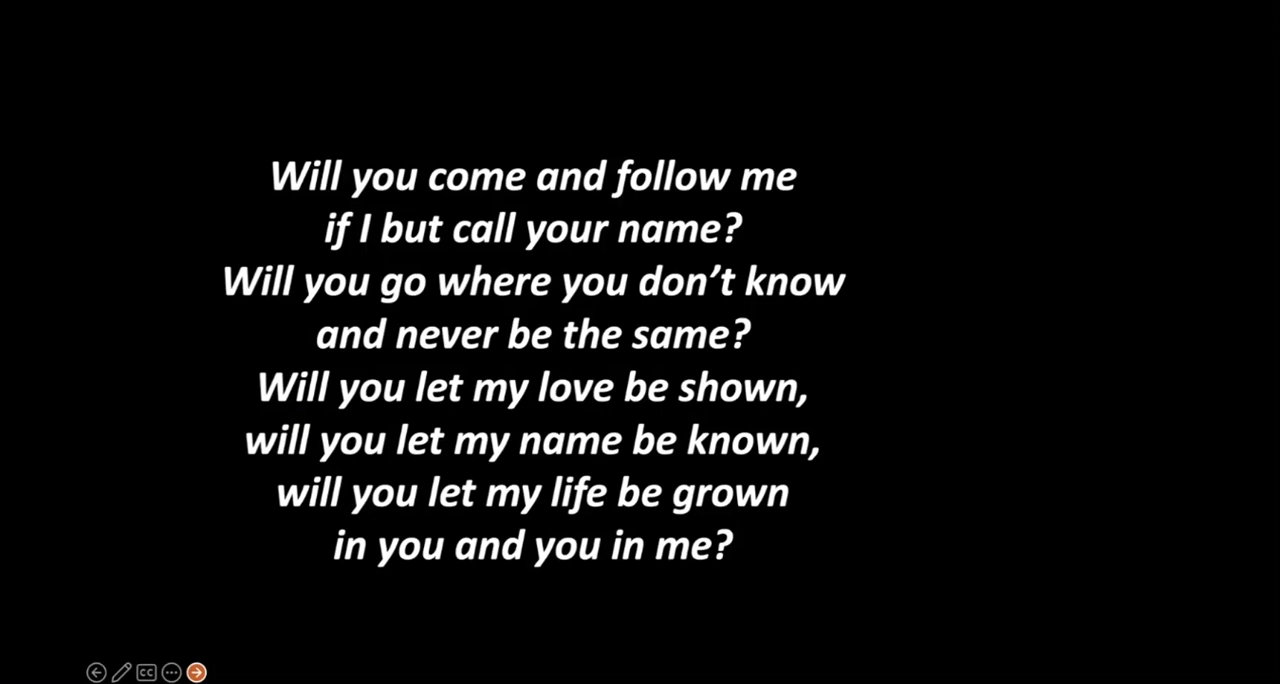 Will you come and follow me
if I but call your name?
Will you go where you don’t know
and never be the same?
Will you let my love be shown,
will you let my name be known,
will you let my life be grown
in you and you in me?
CC